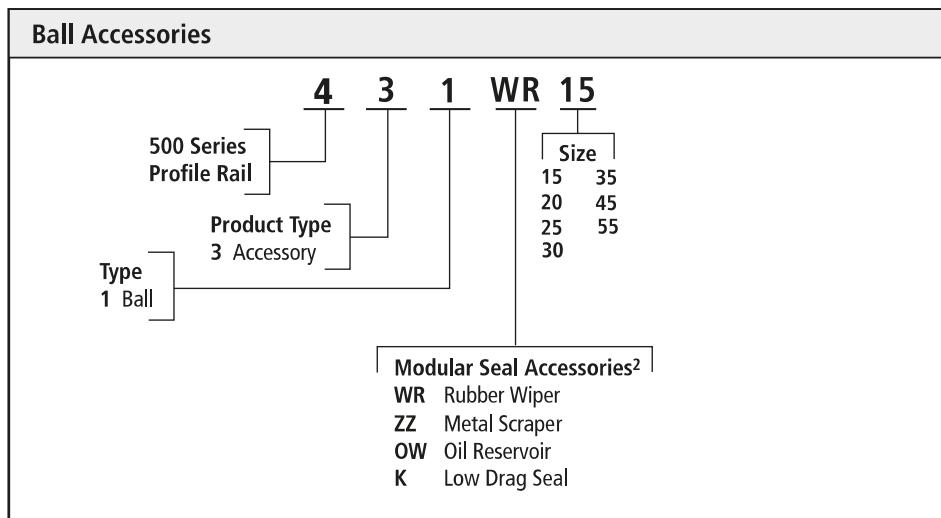 Ball Accessories
4 3 1 WR 15
500 Series
Profile Rail
Product Type
3 Accessory
Type
1 Ball
Size
15 35
20 45
25 55
30
Modular Seal Accessories²
WR Rubber Wiper
ZZ Metal Scraper
OW Oil Reservoir
K Low Drag Seal